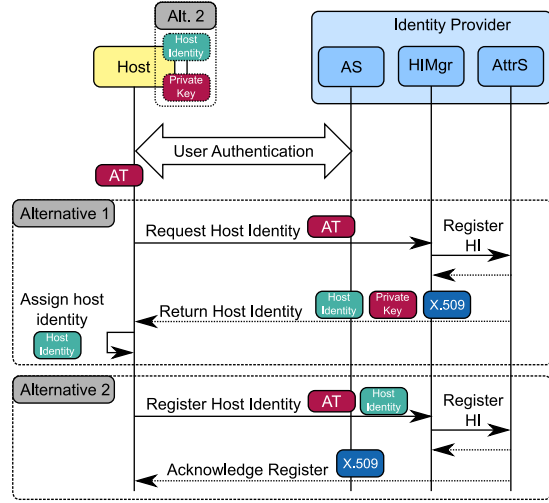 Alt. 2
Host
Identity
Host
Private
Key
Identity Provider
AS
HIMgr
AttrS
User Authentication
AT
Alternative 1
Request Host Identity
AT
Register
HI
Assign host
identity
Host
Identity
Return Host Identity
Host
Identity
Private
Key
X.509
Alternative 2
Register Host Identity
AT
Host
Identity
Register
HI
Acknowledge Register
X.509